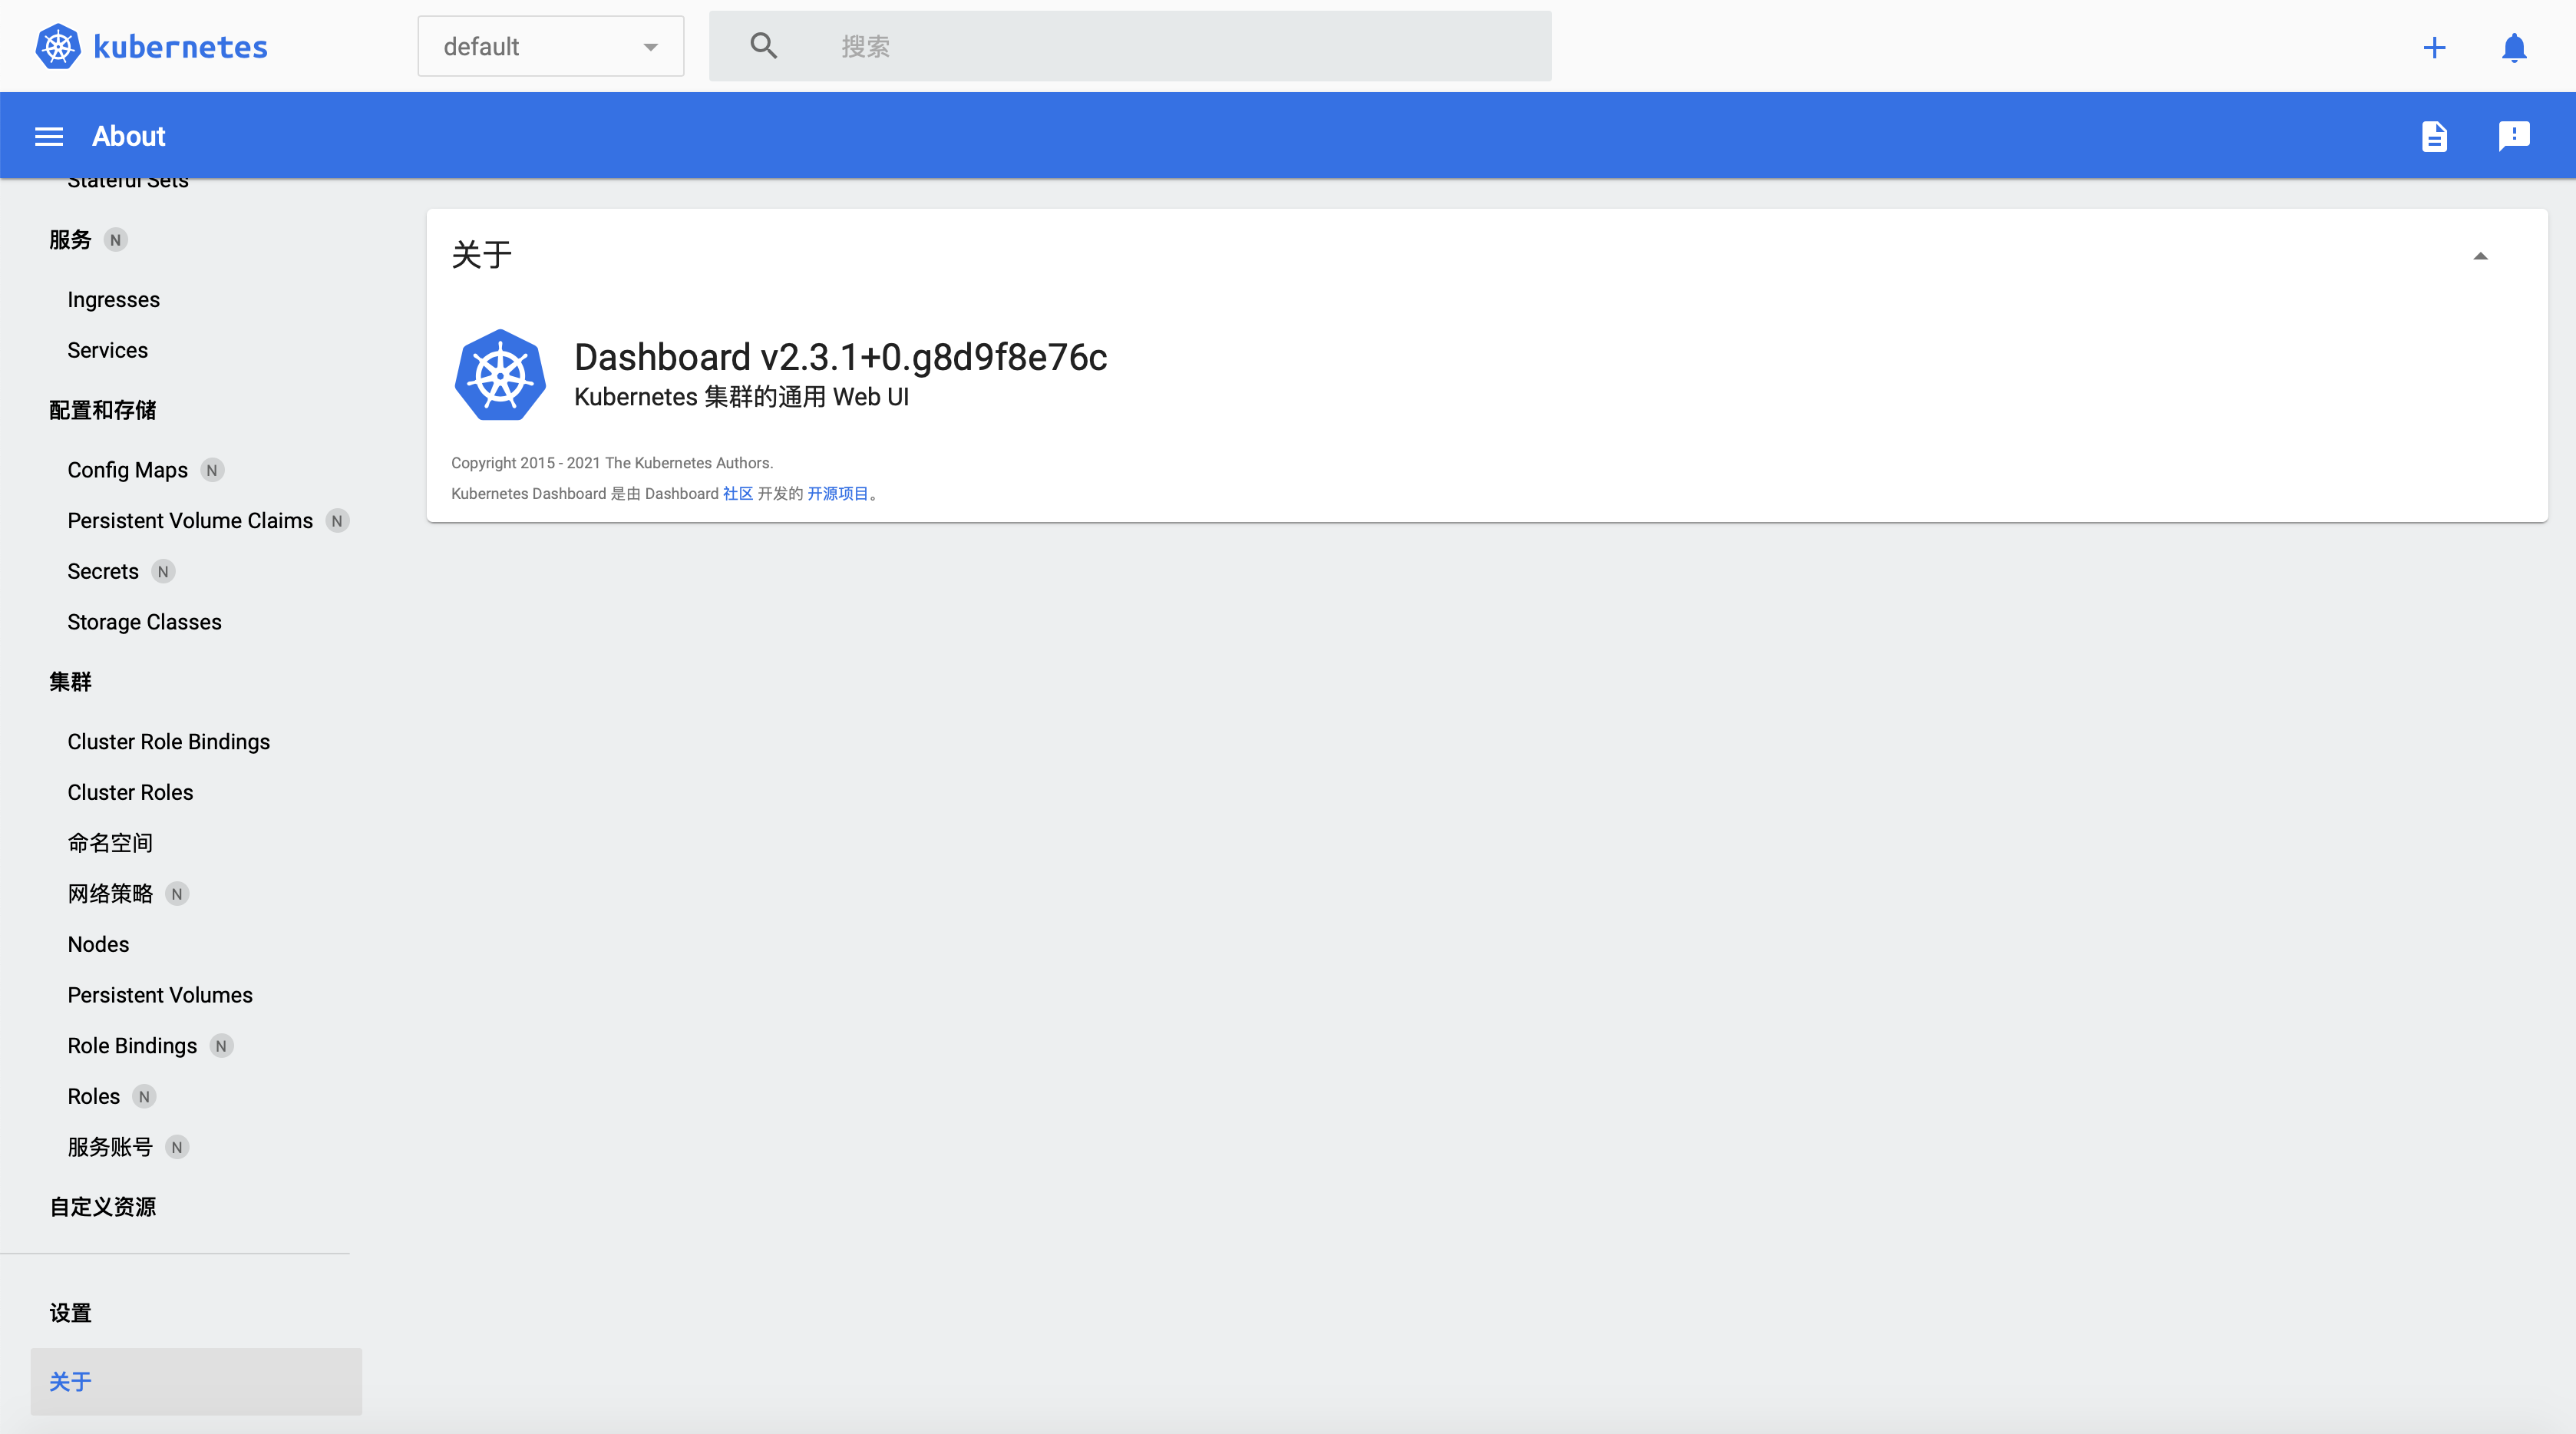 kubernetes
default
搜索
About
Stateful Sets
服务 N
Ingresses
Services
配置和存储
Config Maps N
Persistent Volume Claims N
Secrets N
Storage Classes
集群
Cluster Role Bindings
Cluster Roles
命名空间
网络策略 N
Nodes
Persistent Volumes
Role Bindings N
Roles N
服务账号 N
自定义资源
设置
关于
关于
Dashboard v2.3.1+0.g8d9f8e76c
Kubernetes 集群的通用 Web UI
Copyright 2015 - 2021 The Kubernetes Authors.
Kubernetes Dashboard 是由 Dashboard 社区 开发的 开源项目。